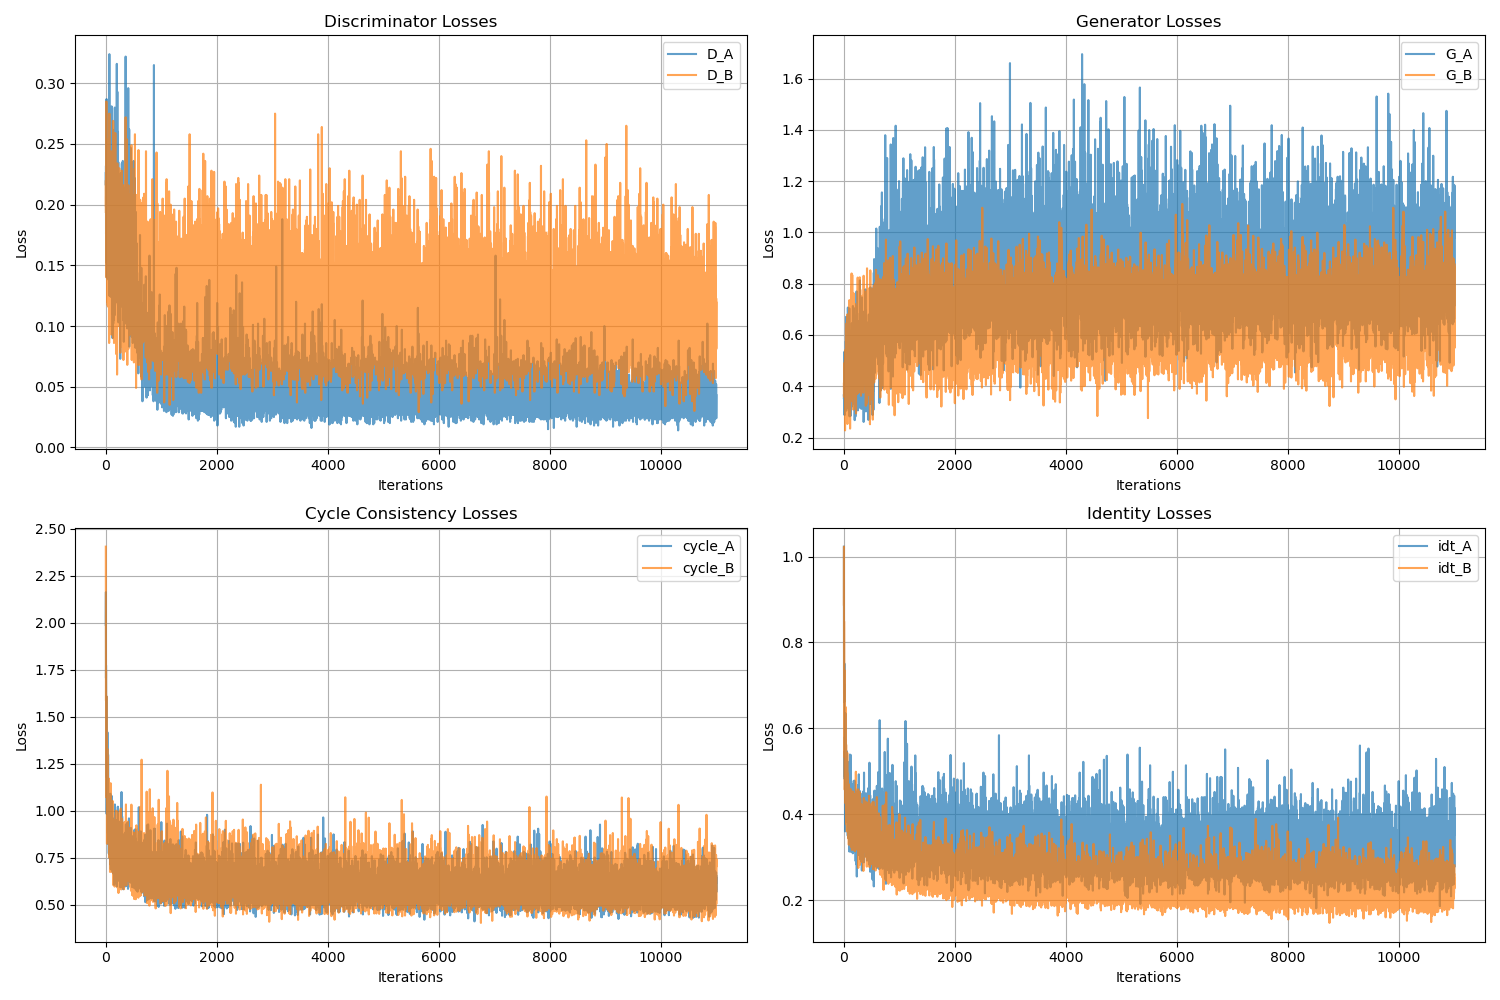 Discriminator Losses
D_A
D_B
0.30
0.25
0.20
0.15
0.10
0.05
0.00
Loss
0 2000 4000 6000 8000 10000
Iterations
Generator Losses
G_A
G_B
1.6
1.4
1.2
1.0
0.8
0.6
0.4
0.2
Loss
0 2000 4000 6000 8000 10000
Iterations
Cycle Consistency Losses
cycle_A
cycle_B
2.50
2.25
2.00
1.75
1.50
1.25
1.00
0.75
0.50
Loss
0 2000 4000 6000 8000 10000
Iterations
Identity Losses
idt_A
idt_B
1.0
0.8
0.6
0.4
0.2
Loss
0 2000 4000 6000 8000 10000
Iterations